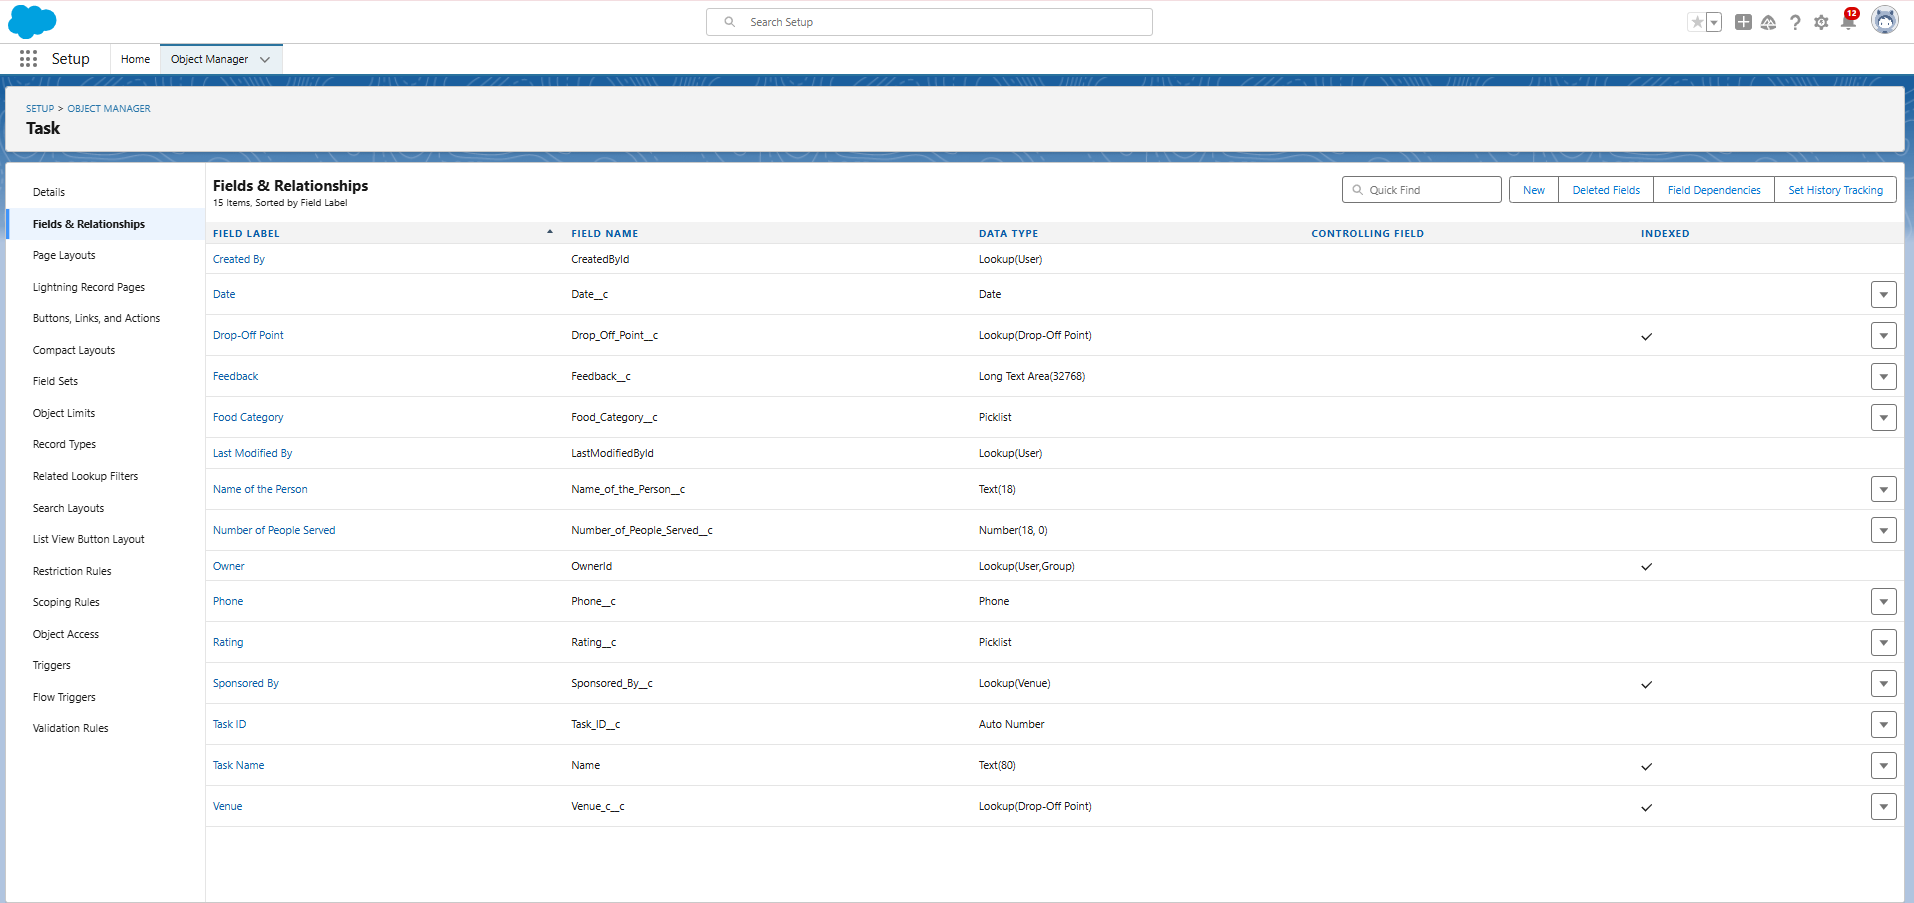 Search Setup
12
Setup
Home
Object Manager
SETUP > OBJECT MANAGER
Task
Details
Fields & Relationships
Page Layouts
Lightning Record Pages
Buttons, Links, and Actions
Compact Layouts
Field Sets
Object Limits
Record Types
Related Lookup Filters
Search Layouts
List View Button Layout
Restriction Rules
Scoping Rules
Object Access
Triggers
Flow Triggers
Validation Rules
Fields & Relationships
15 Items, Sorted by Field Label
Quick Find
New
Deleted Fields
Field Dependencies
Set History Tracking
FIELD LABEL FIELD NAME DATA TYPE CONTROLLING FIELD INDEXED
Created By CreatedById Lookup(User)
Date Date__c Date
Drop-Off Point Drop_Off_Point__c Lookup(Drop-Off Point) ✓
Feedback Feedback__c Long Text Area(32768)
Food Category Food_Category__c Picklist
Last Modified By LastModifiedById Lookup(User)
Name of the Person Name_of_the_Person__c Text(18)
Number of People Served Number_of_People_Served__c Number(18, 0)
Owner OwnerId Lookup(User,Group) ✓
Phone Phone__c Phone
Rating Rating__c Picklist
Sponsored By Sponsored_By__c Lookup(Venue) ✓
Task ID Task_ID__c Auto Number
Task Name Name Text(80) ✓
Venue Venue_c__c Lookup(Drop-Off Point) ✓